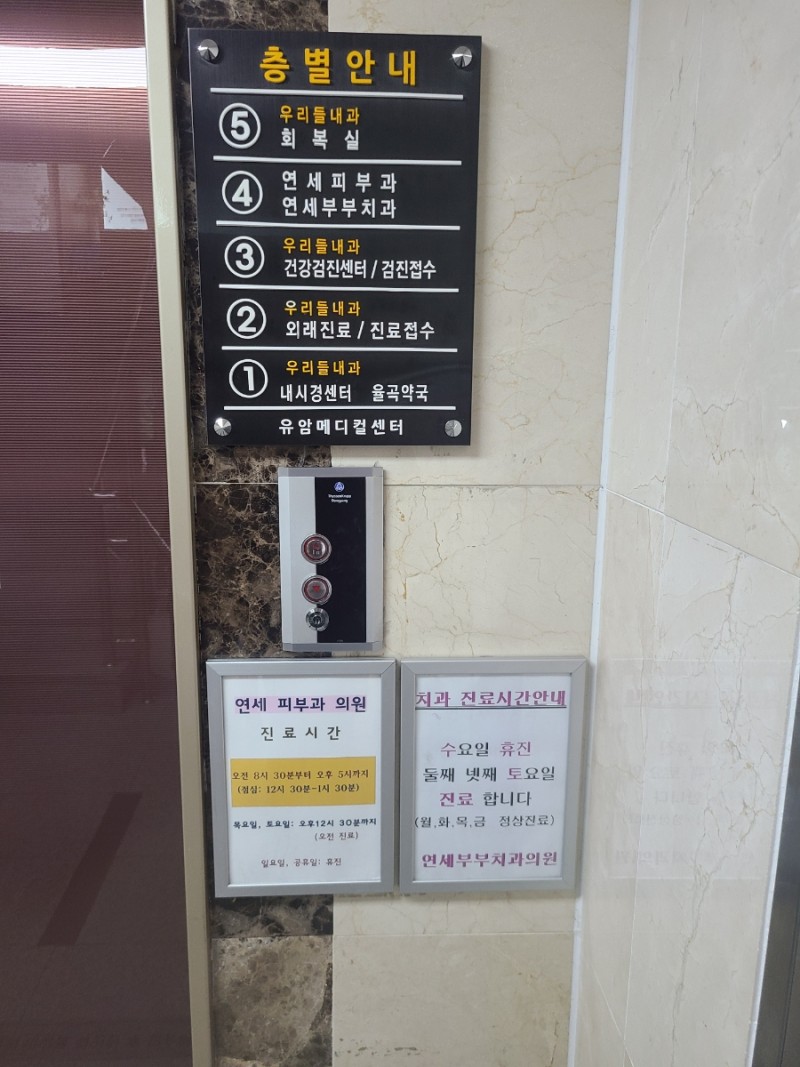 층별안내
5 우리들내과
회복실
4 연세피부과
연세부부치과
3 우리들내과
건강검진센터 / 검진접수
2 우리들내과
외래진료 / 진료접수
1 우리들내과
내시경센터 율곡약국
유암메디컬센터
연세 피부과 의원
진료시간
오전 8시 30분부터 오후 5시까지
(점심: 12시 30분-1시 30분)
목요일, 토요일: 오후12시 30분까지
(오전 진료)
일요일, 공휴일: 휴진
치과 진료시간안내
수요일 휴진
둘째 넷째 토요일
진료 합니다
(월,화,목,금 정상진료)
연세부부치과의원